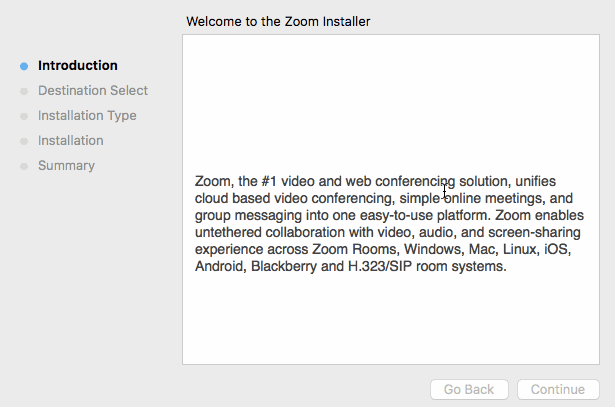 Welcome to the Zoom Installer
Introduction
Destination Select
Installation Type
Installation
Summary
Zoom, the #1 video and web conferencing solution, unifies
cloud based video conferencing, simple online meetings, and
group messaging into one easy-to-use platform. Zoom enables
untethered collaboration with video, audio, and screen-sharing
experience across Zoom Rooms, Windows, Mac, Linux, iOS,
Android, Blackberry and H.323/SIP room systems.
Go Back
Continue